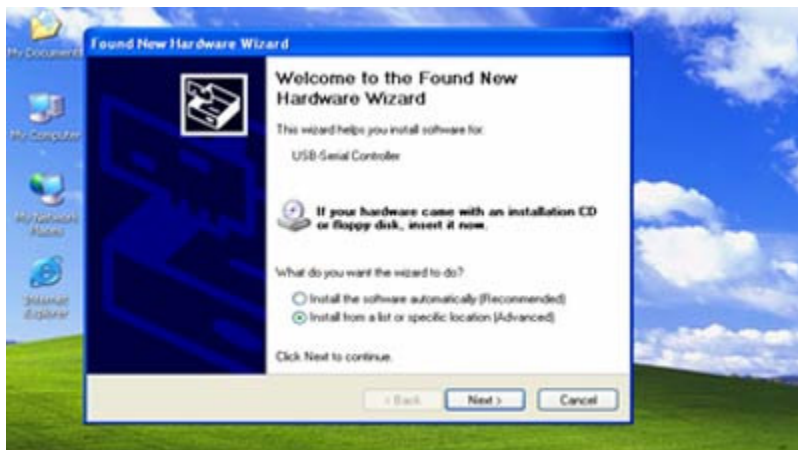 My Documents
My Computer
My Network
Places
Internet
Explorer
Found New Hardware Wizard
Welcome to the Found New
Hardware Wizard
This wizard helps you install software for:
USB-Serial Controller
If your hardware came with an installation CD
or floppy disk, insert it now.
What do you want the wizard to do?
Install the software automatically (Recommended)
Install from a list or specific location (Advanced)
Click Next to continue.
< Back
Next >
Cancel